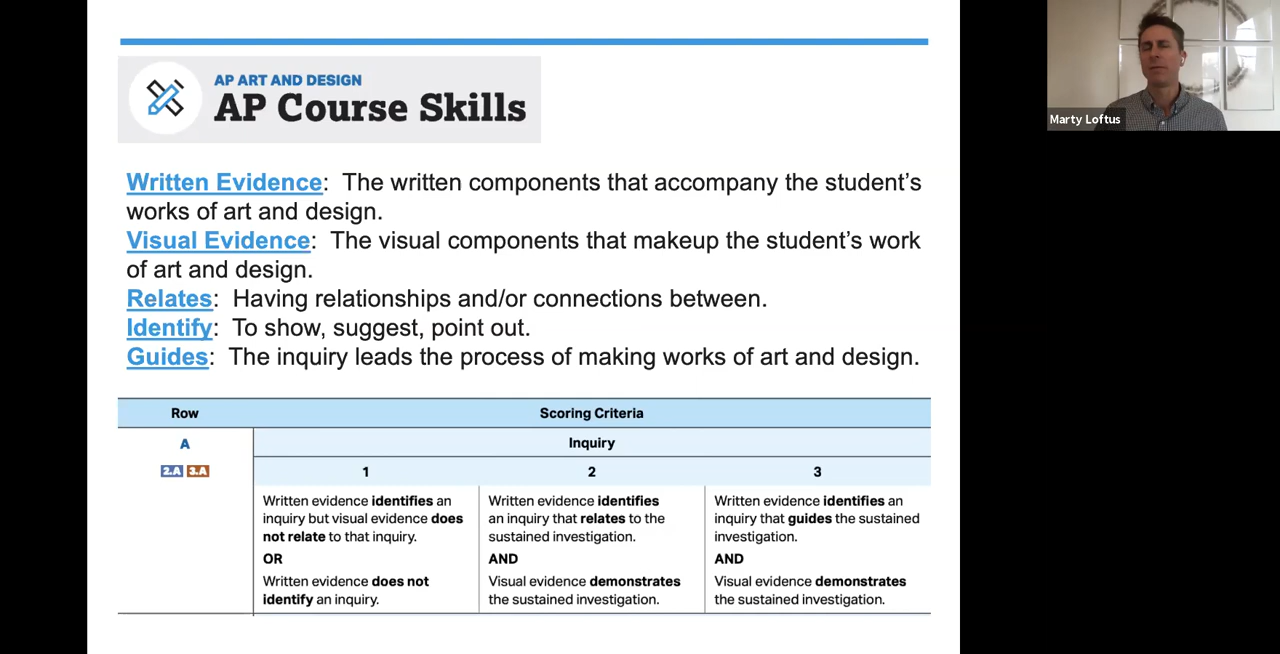 AP ART AND DESIGN
AP Course Skills
Marty Loftus
Written Evidence:  The written components that accompany the student’s
works of art and design.
Visual Evidence:  The visual components that makeup the student’s work
of art and design.
Relates:  Having relationships and/or connections between.
Identify:  To show, suggest, point out.
Guides:  The inquiry leads the process of making works of art and design.
Row
Scoring Criteria
A
Inquiry
2.A 3.A
1
2
3
Written evidence identifies an
inquiry but visual evidence does
not relate to that inquiry.
OR
Written evidence does not
identify an inquiry.
Written evidence identifies
an inquiry that relates to the
sustained investigation.
AND
Visual evidence demonstrates
the sustained investigation.
Written evidence identifies an
inquiry that guides the sustained
investigation.
AND
Visual evidence demonstrates
the sustained investigation.